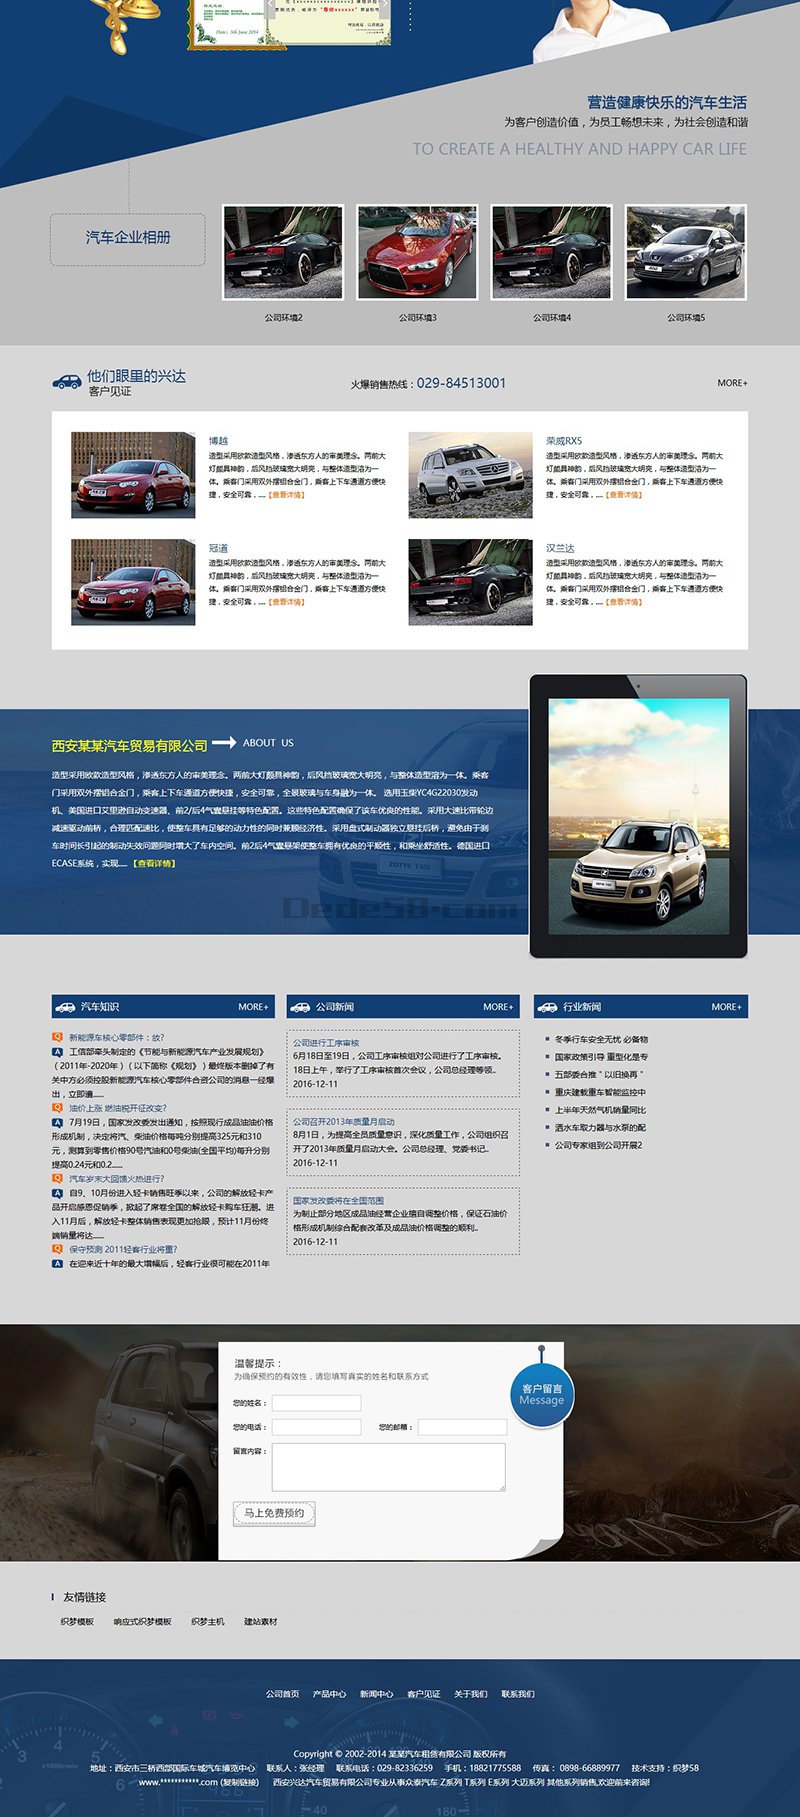 营造健康快乐的汽车生活
为客户创造价值，为员工畅想未来，为社会创造和谐
TO CREATE A HEALTHY AND HAPPY CAR LIFE
汽车企业相册
公司环境2
公司环境3
公司环境4
公司环境5
他们眼里的兴达
客户见证
火爆销售热线：029-84513001
MORE+
博越
造型采用欧款造型风格，渗透东方人的审美理念。两前大
灯颇具神韵，后风挡玻璃宽大明亮，与整体造型溶为一
体。乘客门采用双外摆铝合金门，乘客上下车通道方便快
捷，安全可靠，....【查看详情】
荣威RX5
造型采用欧款造型风格，渗透东方人的审美理念。两前大
灯颇具神韵，后风挡玻璃宽大明亮，与整体造型溶为一
体。乘客门采用双外摆铝合金门，乘客上下车通道方便快
捷，安全可靠，....【查看详情】
冠道
造型采用欧款造型风格，渗透东方人的审美理念。两前大
灯颇具神韵，后风挡玻璃宽大明亮，与整体造型溶为一
体。乘客门采用双外摆铝合金门，乘客上下车通道方便快
捷，安全可靠，....【查看详情】
汉兰达
造型采用欧款造型风格，渗透东方人的审美理念。两前大
灯颇具神韵，后风挡玻璃宽大明亮，与整体造型溶为一
体。乘客门采用双外摆铝合金门，乘客上下车通道方便快
捷，安全可靠，....【查看详情】
西安某某汽车贸易有限公司 ABOUT US
造型采用欧款造型风格，渗透东方人的审美理念。两前大灯颇具神韵，后风挡玻璃宽大明亮，与整体造型溶为一体。乘客
门采用双外摆铝合金门，乘客上下车通道方便快捷，安全可靠，全景玻璃与车身融为一体。 选用玉柴YC4G22030发动
机、美国进口艾里逊自动变速器、前2/后4气囊悬挂等特色配置。这些特色配置确保了该车优良的性能。采用大速比带轮边
减速驱动前桥，合理匹配速比，使整车具有足够的动力性的同时兼顾经济性。采用盘式制动器独立悬挂后桥，避免由于刹
车时间长引起的制动失效问题同时增大了车内空间。前2后4气囊悬架使整车拥有优良的平顺性，和乘坐舒适性。德国进口
ECASE系统，实现....【查看详情】
Dede58.com
汽车知识 MORE+
Q 新能源车核心零部件：放?
A 工信部牵头制定的《节能与新能源汽车产业发展规划》
（2011年-2020年）（以下简称《规划》）最终版本删掉了有
关中方必须控股新能源汽车核心零部件合资公司的消息一经爆
出，立即遭......
Q 油价上涨 燃油税开征改变?
A 7月19日，国家发改委发出通知，按照现行成品油油价格
形成机制，决定将汽、柴油价格每吨分别提高325元和310
元，测算到零售价格90号汽油和0号柴油(全国平均)每升分别
提高0.24元和0.2......
Q 汽车岁末大回馈火热进行?
A 自9、10月份进入轻卡销售旺季以来，公司的解放轻卡产
品开启感恩促销季，掀起了席卷全国的解放轻卡购车狂潮。进
入11月后，解放轻卡整体销售表现更加抢眼，预计11月份终
端销量将达......
Q 保守预测 2011轻客行业将重?
A 在迎来近十年的最大增幅后，轻客行业很可能在2011年
公司新闻 MORE+
公司进行工序审核
6月18日至19日，公司工序审核组对公司进行了工序审核。
18日上午，举行了工序审核首次会议，公司总经理等领..
2016-12-11
公司召开2013年质量月启动
8月1日，为提高全员质量意识，深化质量工作，公司组织召
开了2013年质量月启动大会。公司总经理、党委书记..
2016-12-11
国家发改委将在全国范围
为制止部分地区成品油经营企业擅自调整价格，保证石油价
格形成机制综合配套改革及成品油价格调整的顺利..
2016-12-11
行业新闻 MORE+
冬季行车安全无忧 必备物
国家政策引导 重型化是专
五部委合推＂以旧换再＂
重庆建载重车智能监控中
上半年天然气机销量同比
洒水车取力器与水泵的配
公司专家组到公司开展2
温馨提示：
为确保预约的有效性，请您填写真实的姓名和联系方式
客户留言
Message
您的姓名：
您的电话：
您的邮箱：
留言内容：
马上免费预约
友情链接
织梦模板 响应式织梦模板 织梦主机 建站素材
公司首页 产品中心 新闻中心 客户见证 关于我们 联系我们
Copyright © 2002-2014 某某汽车租赁有限公司 版权所有
地址：西安市三桥西部国际车城汽车博览中心 联系人：张经理 联系电话：029-82336259 手机：18821775588 传真： 0898-66889977 技术支持：织梦58
www.***********.com (复制链接) 西安兴达汽车贸易有限公司专业从事众泰汽车 Z系列 T系列 E系列 大迈系列 其他系列销售,欢迎前来咨询!